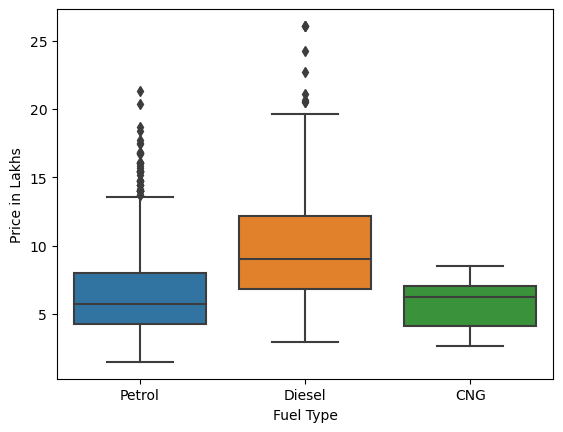 25
20
15
10
5
Price in Lakhs
Petrol
Diesel
CNG
Fuel Type